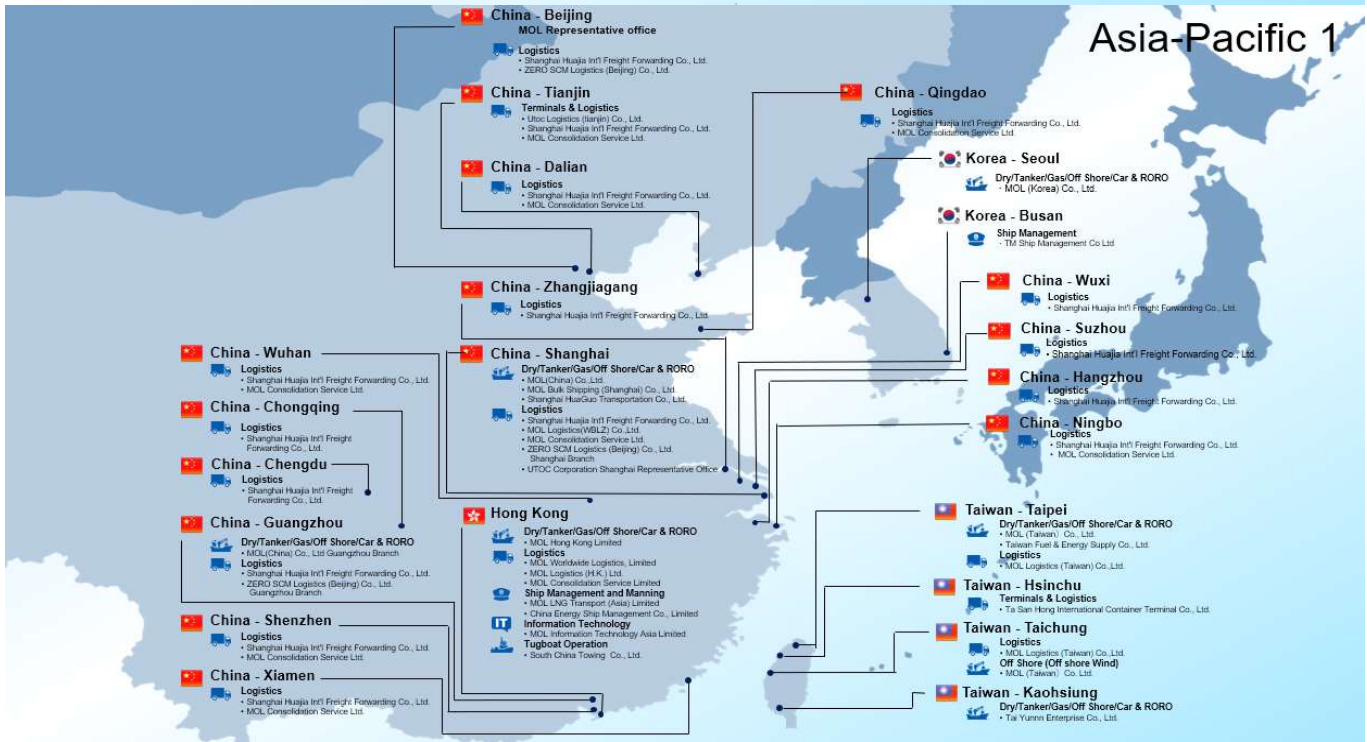 Asia-Pacific 1
China - Beijing
MOL Representative office
Logistics
• Shanghai Huajia Int'l Freight Forwarding Co., Ltd.
• ZERO SCM Logistics (Beijing) Co., Ltd.
China - Tianjin
Terminals & Logistics
• Utoc Logistics (tianjin) Co., Ltd.
• Shanghai Huajia Int'l Freight Forwarding Co., Ltd.
• MOL Consolidation Service Ltd.
China - Dalian
Logistics
• Shanghai Huajia Int'l Freight Forwarding Co., Ltd.
• MOL Consolidation Service Ltd.
China - Zhangjiagang
Logistics
• Shanghai Huajia Int'l Freight Forwarding Co., Ltd.
China - Shanghai
Dry/Tanker/Gas/Off Shore/Car & RORO
• MOL(China) Co.,Ltd.
• MOL Bulk Shipping (Shanghai) Co., Ltd.
• Shanghai HuaGuo Transportation Co., Ltd.
Logistics
• Shanghai Huajia Int'l Freight Forwarding Co., Ltd.
• MOL Logistics(WBLZ) Co.,Ltd.
• MOL Consolidation Service Ltd.
• ZERO SCM Logistics (Beijing) Co., Ltd.
Shanghai Branch
• UTOC Corporation Shanghai Representative Office
China - Qingdao
Logistics
• Shanghai Huajia Int'l Freight Forwarding Co., Ltd.
• MOL Consolidation Service Ltd.
Korea - Seoul
Dry/Tanker/Gas/Off Shore/Car & RORO
· MOL (Korea) Co., Ltd.
Korea - Busan
Ship Management
· TM Ship Management Co Ltd
China - Wuxi
Logistics
• Shanghai Huajia Int'l Freight Forwarding Co., Ltd.
China - Suzhou
Logistics
• Shanghai Huajia Int'l Freight Forwarding Co., Ltd.
China - Hangzhou
Logistics
• Shanghai Huajia Int'l Freight Forwarding Co., Ltd.
China - Ningbo
Logistics
• Shanghai Huajia Int'l Freight Forwarding Co., Ltd.
• MOL Consolidation Service Ltd.
China - Wuhan
Logistics
• Shanghai Huajia Int'l Freight Forwarding Co., Ltd.
• MOL Consolidation Service Ltd.
China - Chongqing
Logistics
• Shanghai Huajia Int'l Freight
Forwarding Co., Ltd.
China - Chengdu
Logistics
• Shanghai Huajia Int'l Freight
Forwarding Co., Ltd.
China - Guangzhou
Dry/Tanker/Gas/Off Shore/Car & RORO
• MOL(China) Co., Ltd Guangzhou Branch
Logistics
• Shanghai Huajia Int'l Freight Forwarding Co., Ltd.
• ZERO SCM Logistics (Beijing) Co., Ltd.
Guangzhou Branch
China - Shenzhen
Logistics
• Shanghai Huajia Int'l Freight Forwarding Co., Ltd.
• MOL Consolidation Service Ltd.
China - Xiamen
Logistics
• Shanghai Huajia Int'l Freight Forwarding Co., Ltd.
• MOL Consolidation Service Ltd.
Hong Kong
Dry/Tanker/Gas/Off Shore/Car & RORO
• MOL Hong Kong Limited
Logistics
• MOL Worldwide Logistics, Limited
• MOL Logistics (H.K.) Ltd.
• MOL Consolidation Service Limited
Ship Management and Manning
• MOL LNG Transport (Asia) Limited
• China Energy Ship Management Co., Limited
IT
Information Technology
• MOL Information Technology Asia Limited
Tugboat Operation
• South China Towing Co., Ltd.
Taiwan - Taipei
Dry/Tanker/Gas/Off Shore/Car & RORO
• MOL (Taiwan) Co., Ltd.
• Taiwan Fuel & Energy Supply Co., Ltd.
Logistics
• MOL Logistics (Taiwan) Co.,Ltd.
Taiwan - Hsinchu
Terminals & Logistics
• Ta San Hong International Container Terminal Co., Ltd.
Taiwan - Taichung
Logistics
• MOL Logistics (Taiwan) Co.,Ltd.
Off Shore (Off shore Wind)
• MOL (Taiwan) Co. Ltd.
Taiwan - Kaohsiung
Dry/Tanker/Gas/Off Shore/Car & RORO
• Tai Yunnn Enterprise Co., Ltd.